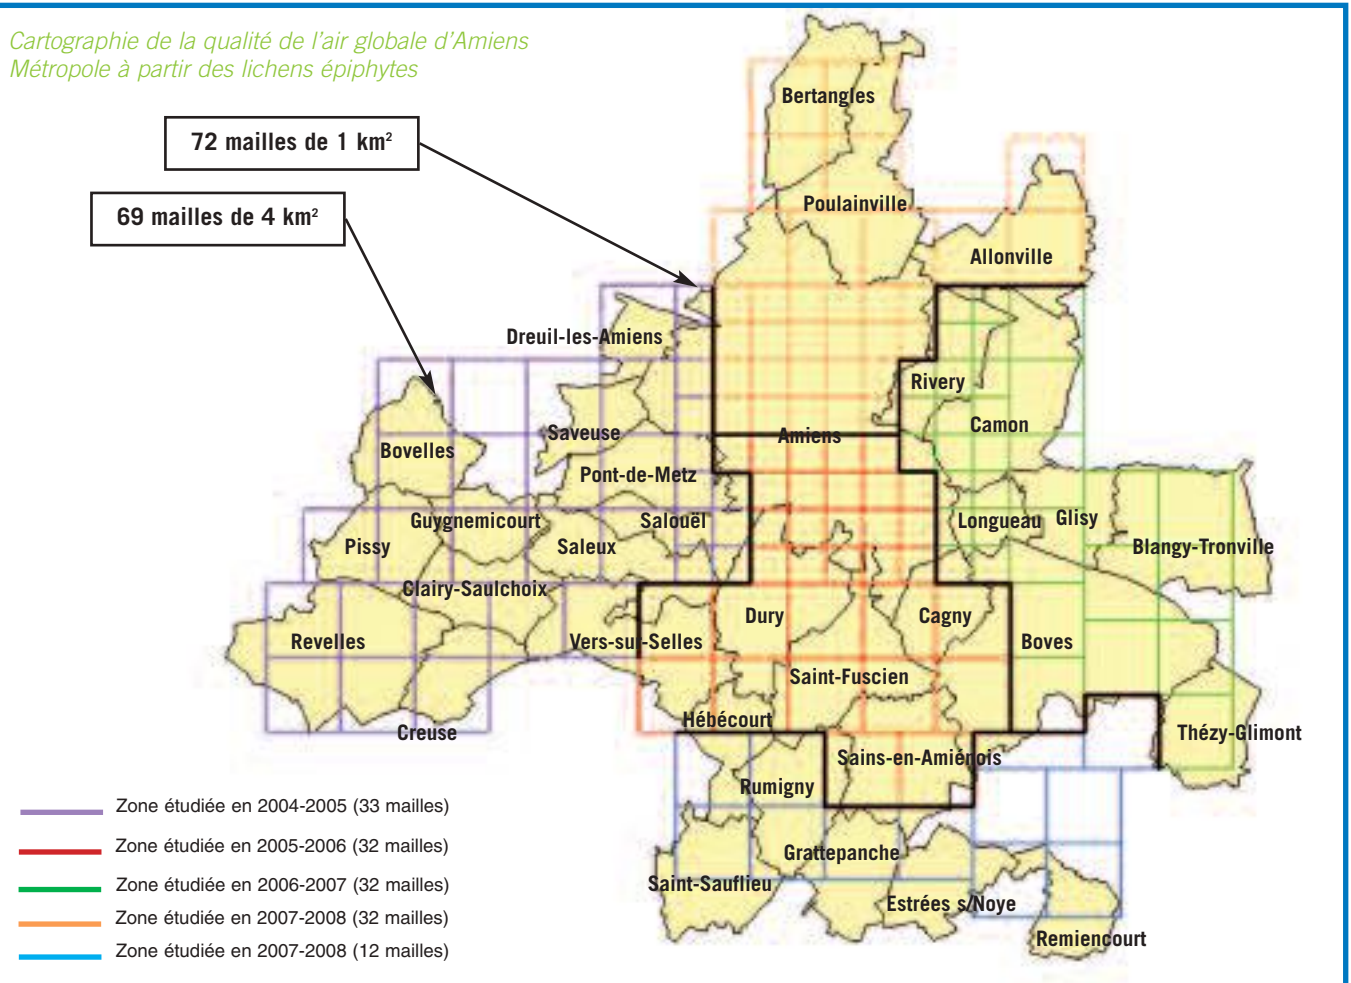 Cartographie de la qualité de l'air globale d'Amiens
Métropole à partir des lichens épiphytes
72 mailles de 1 km²
69 mailles de 4 km²
Bertangles
Poulainville
Allonville
Dreuil-les-Amiens
Rivery
Camon
Amiens
Saveuse
Bovelles
Pont-de-Metz
Guygnemicourt
Salouël
Longueau
Glisy
Pissy
Saleux
Blangy-Tronville
Clairy-Saulchoix
Dury
Cagny
Revelles
Vers-sur-Selles
Boves
Saint-Fuscien
Hébécourt
Creuse
Thézy-Glimont
Sains-en-Amiénois
Rumigny
Grattepanche
Saint-Sauflieu
Estrées s/Noye
Remiencourt
Zone étudiée en 2004-2005 (33 mailles)
Zone étudiée en 2005-2006 (32 mailles)
Zone étudiée en 2006-2007 (32 mailles)
Zone étudiée en 2007-2008 (32 mailles)
Zone étudiée en 2007-2008 (12 mailles)